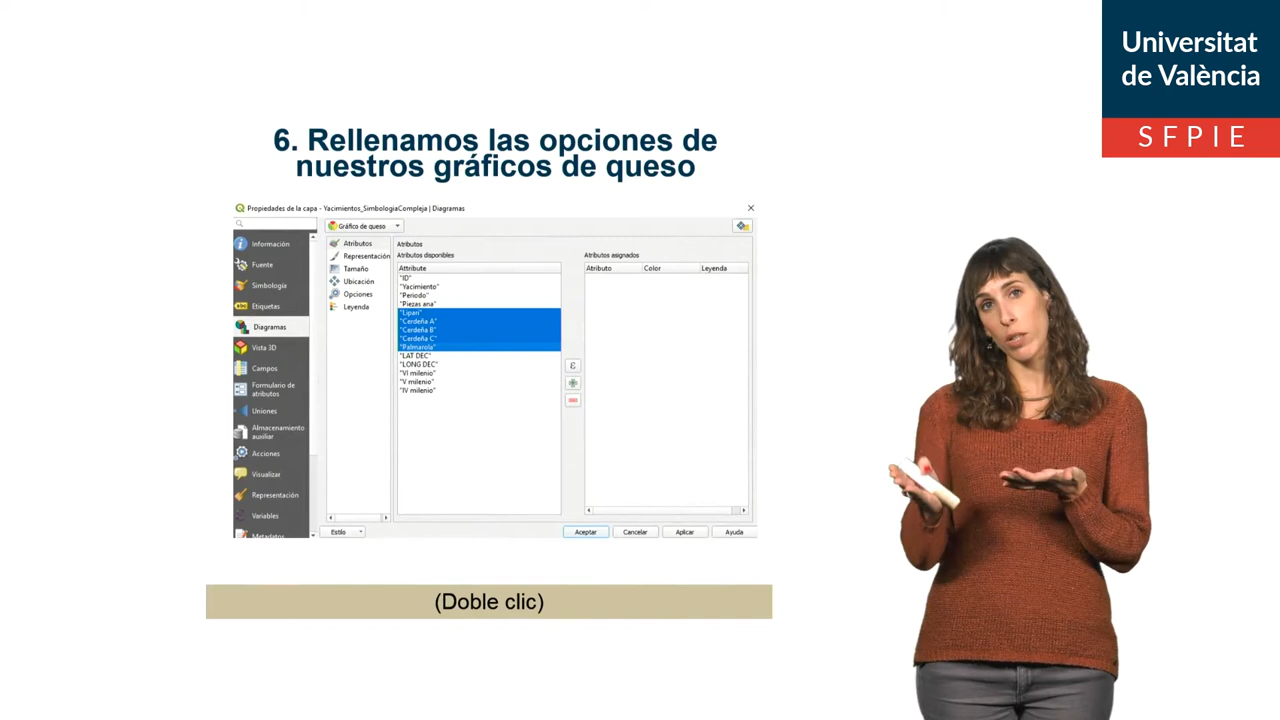 Universitat
de València
SFPIE
6. Rellenamos las opciones de
nuestros gráficos de queso
Propiedades de la capa - Yacimientos_SimbologiaCompleja | Diagramas
Información
Fuente
Simbología
abc Etiquetas
Diagramas
Vista 3D
Campos
Formulario de
atributos
Uniones
Almacenamiento
auxiliar
Acciones
Visualizar
Representación
Variables
Metadatos
Gráfico de queso
Atributos
Representación
Tamaño
Ubicación
Opciones
Leyenda
Atributos
Atributos disponibles
Attribute
"ID"
"Yacimiento"
"Periodo"
"Piezas ana"
"Lipari"
"Cerdeña A"
"Cerdeña B"
"Cerdeña C"
"Palmarola"
"LAT DEC"
"LONG DEC"
"VI milenio"
"V milenio"
"IV milenio"
ε
Atributos asignados
Atributo Color Leyenda
Estilo
Aceptar Cancelar Aplicar Ayuda
(Doble clic)